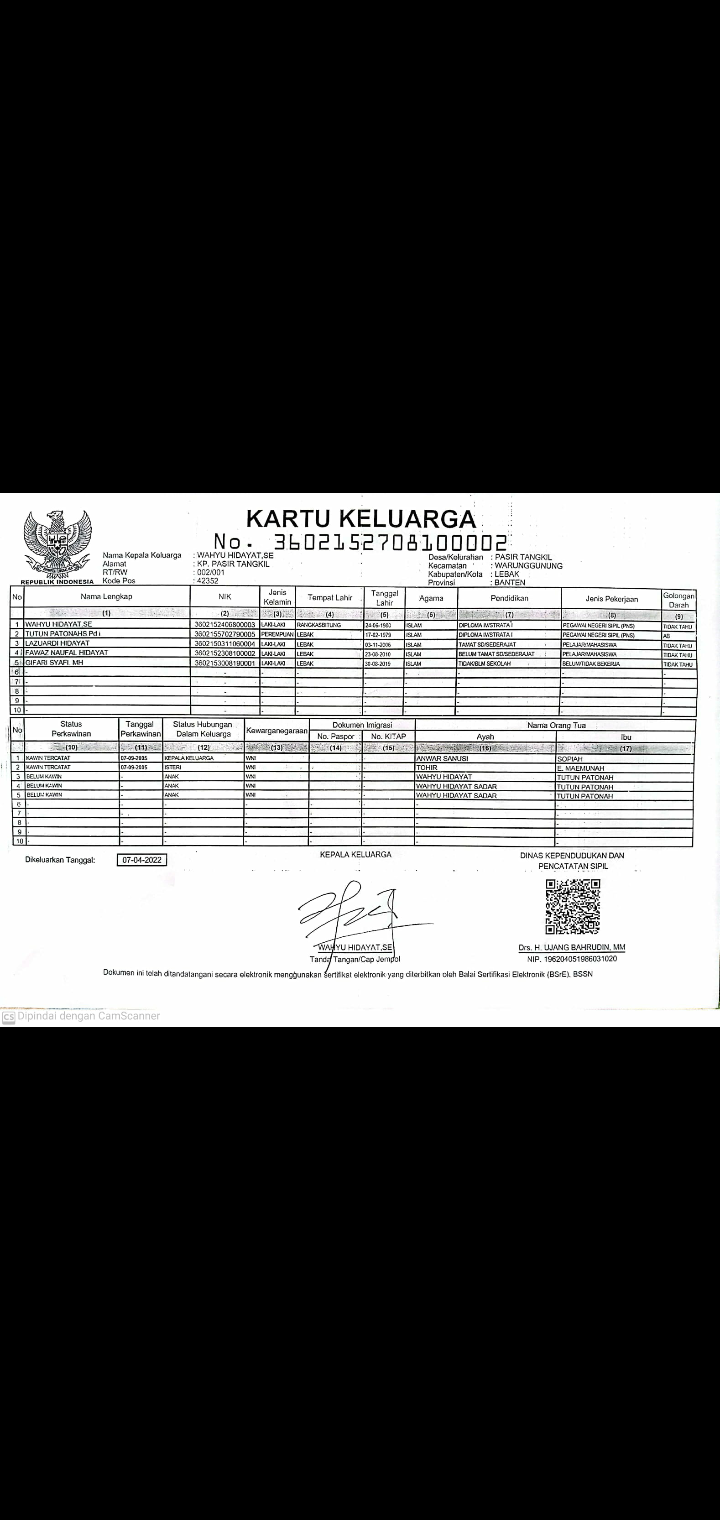 KARTU KELUARGA
No. 3602152708100002
REPUBLIK INDONESIA
Nama Kepala Keluarga : WAHYU HIDAYAT,SE
Alamat : KP. PASIR TANGKIL
RT/RW : 002/001
Kode Pos : 42352
Desa/Kelurahan : PASIR TANGKIL
Kecamatan : WARUNGGUNUNG
Kabupaten/Kota : LEBAK
Provinsi : BANTEN
No Nama Lengkap NIK Jenis Kelamin Tempat Lahir Tanggal Lahir Agama Pendidikan Jenis Pekerjaan Golongan Darah
(1) (2) (3) (4) (5) (6) (7) (8) (9)
1 WAHYU HIDAYAT,SE 3602152406800003 LAKI-LAKI RANGKASBITUNG ISLAM DIPLOMA IV/STRATA I PEGAWAI NEGERI SIPIL (PNS) TIDAK TAHU
2 TUTUN PATONAHS.Pd.i 3602155702790005 PEREMPUAN LEBAK 17-02-1979 ISLAM DIPLOMA IV/STRATA I PEGAWAI NEGERI SIPIL (PNS)
3 LAZUARDI HIDAYAT 3602150311060004 LAKI-LAKI LEBAK 03-11-2006 ISLAM TAMAT SD/SEDERAJAT PELAJAR/MAHASISWA TIDAK TAHU
4 FAWAZ NAUFAL HIDAYAT 3602152308100002 LAKI-LAKI LEBAK 23-08-2010 ISLAM BELUM TAMAT SD/SEDERAJAT PELAJAR/MAHASISWA TIDAK TAHU
5 GIFARI SYAFI. MH 3602153008190001 LAKI-LAKI LEBAK 30-08-2019 ISLAM TIDAK/BLM SEKOLAH BELUM/TIDAK BEKERJA TIDAK TAHU
6 - - - - - - - - -
7 - - - - - - - - -
8 - - - - - - - - -
9 - - - - - - - - -
10 - - - - - - - - -
No Status Perkawinan Tanggal Perkawinan Status Hubungan Dalam Keluarga Kewarganegaraan Dokumen Imigrasi Nama Orang Tua
No. Paspor No. KITAP Ayah Ibu
(10) (11) (12) (13) (14) (15) (16) (17)
1 KAWIN TERCATAT 07-09-2005 KEPALA KELUARGA WNI - - ANWAR SANUSI SOPIAH
2 KAWIN TERCATAT 07-09-2005 ISTERI WNI - - TOHIR E. MAEMUNAH
3 BELUM KAWIN - ANAK WNI - - WAHYU HIDAYAT TUTUN PATONAH
4 BELUM KAWIN - ANAK WNI - - WAHYU HIDAYAT SADAR TUTUN PATONAH
5 BELUM KAWIN - ANAK WNI - - WAHYU HIDAYAT SADAR TUTUN PATONAH
6 - - - - - - - -
7 - - - - - - - -
8 - - - - - - - -
9 - - - - - - - -
10 - - - - - - - -
Dikeluarkan Tanggal: 07-04-2022
KEPALA KELUARGA
WAHYU HIDAYAT,SE
Tanda Tangan/Cap Jempol
DINAS KEPENDUDUKAN DAN
PENCATATAN SIPIL
Drs. H. UJANG BAHRUDIN, MM
NIP. 196204051986031020
Dokumen ini telah ditandatangani secara elektronik menggunakan sertifikat elektronik yang diterbitkan oleh Balai Sertifikasi Elektronik (BSrE), BSSN
CS Dipindai dengan CamScanner